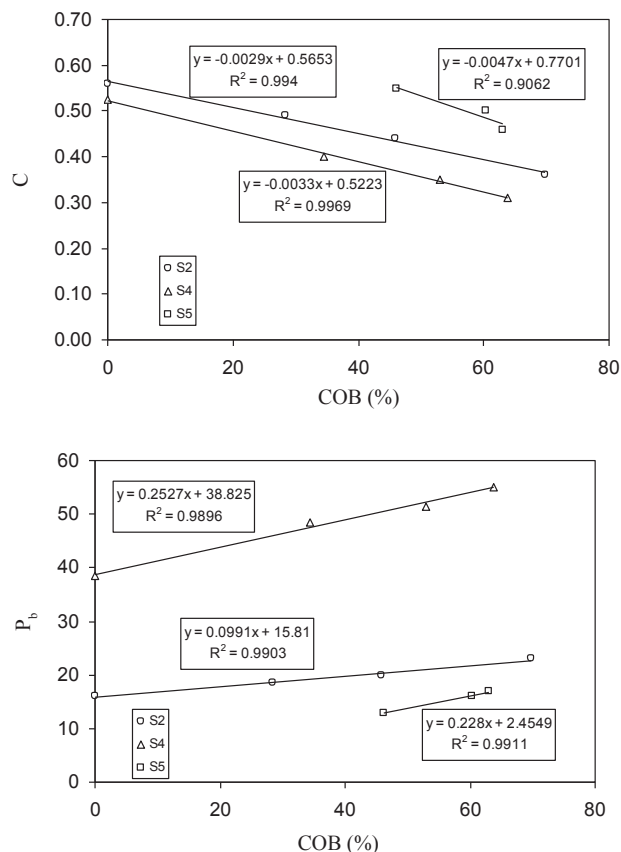 0.70
0.60
0.50
0.40
0.30
0.20
0.10
0.00
C
y = -0.0029x + 0.5653
R² = 0.994
y = -0.0047x + 0.7701
R² = 0.9062
y = -0.0033x + 0.5223
R² = 0.9969
S2
S4
S5
0 20 40 60 80
COB (%)
60
50
40
30
20
10
0
P_b
y = 0.2527x + 38.825
R² = 0.9896
y = 0.0991x + 15.81
R² = 0.9903
S2
S4
S5
y = 0.228x + 2.4549
R² = 0.9911
0 20 40 60 80
COB (%)